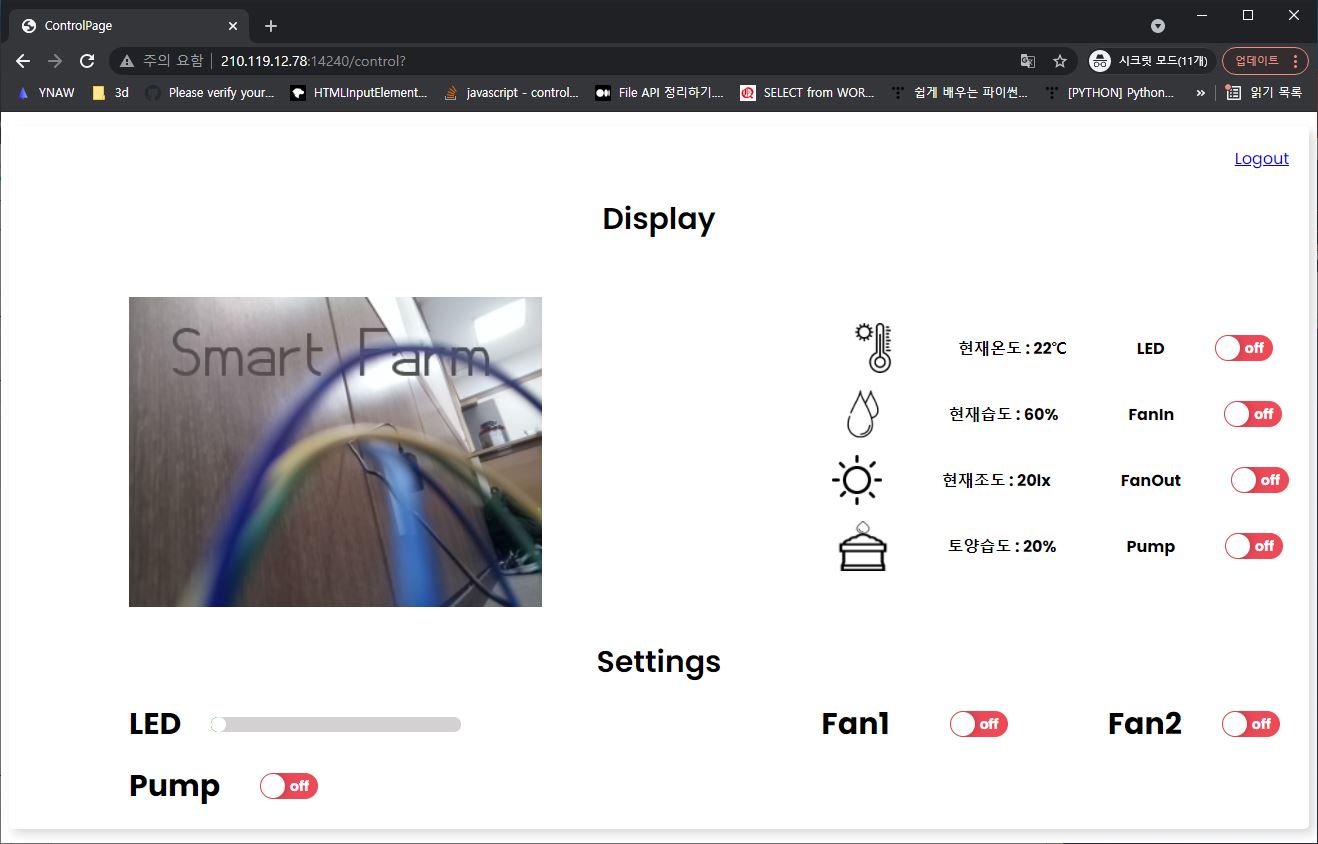 ControlPage
주의 요함 210.119.12.78:14240/control?
시크릿 모드(11개)
업데이트
YNAW
3d
Please verify your...
HTMLInputElement...
javascript - control...
File API 정리하기....
SELECT from WOR...
쉽게 배우는 파이썬...
[PYTHON] Python...
»
읽기 목록
Logout
Display
Smart Farm
현재온도 : 22℃ LED off
현재습도 : 60% FanIn off
현재조도 : 20lx FanOut off
토양습도 : 20% Pump off
Settings
LED Fan1 off Fan2 off
Pump off